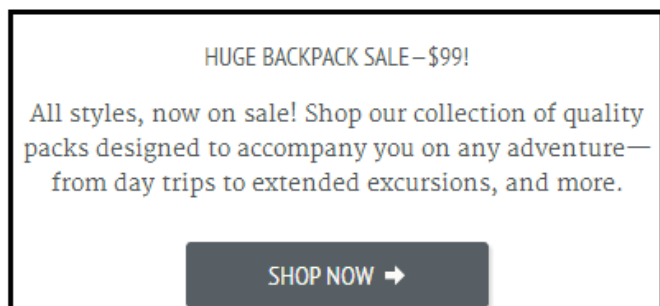 HUGE BACKPACK SALE—$99!
All styles, now on sale! Shop our collection of quality
packs designed to accompany you on any adventure—
from day trips to extended excursions, and more.
SHOP NOW ➡